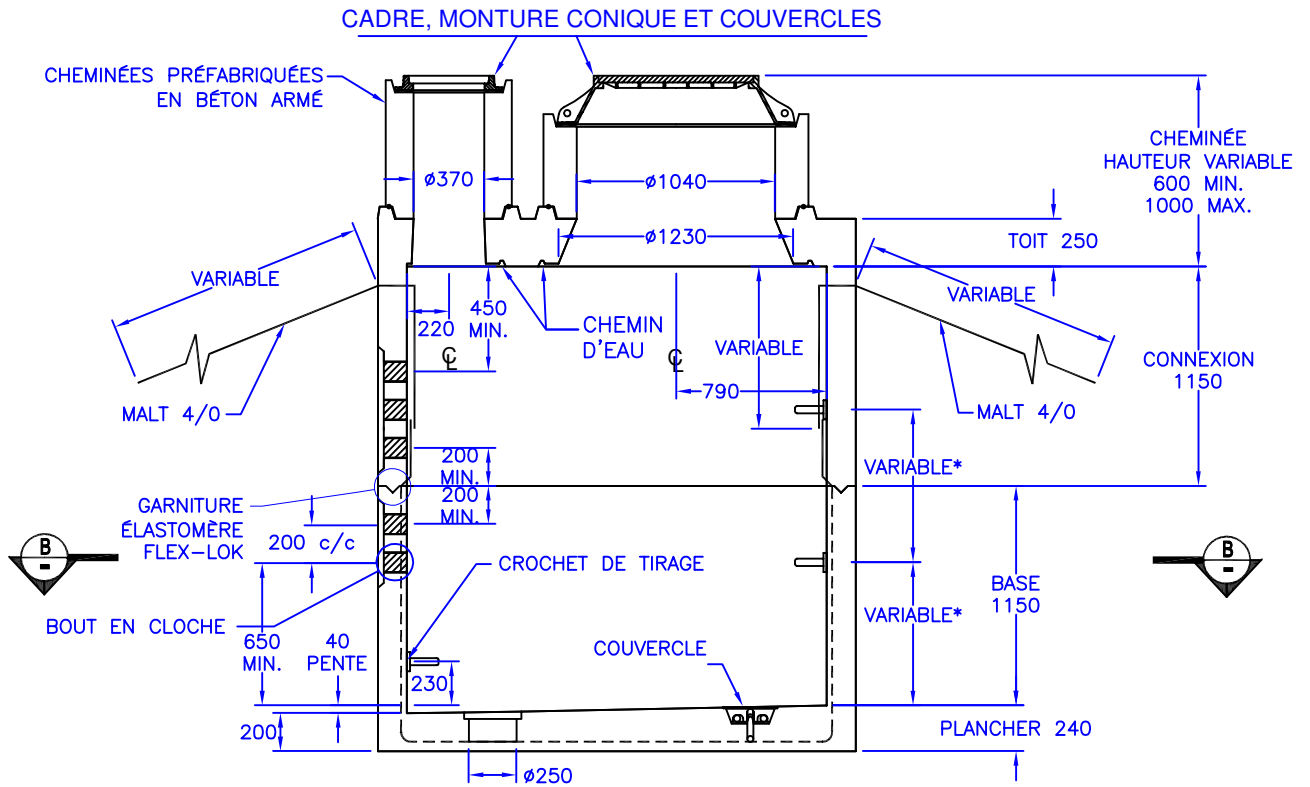 CADRE, MONTURE CONIQUE ET COUVERCLES
CHEMINÉES PRÉFABRIQUÉES
EN BÉTON ARMÉ
CHEMINÉE
HAUTEUR VARIABLE
600 MIN.
1000 MAX.
ø370
ø1040
ø1230
TOIT 250
VARIABLE
VARIABLE
220
450
MIN.
CHEMIN
D'EAU
VARIABLE
CONNEXION
1150
℄
℄
790
MALT 4/0
MALT 4/0
200
MIN.
200
MIN.
VARIABLE*
GARNITURE
ÉLASTOMÈRE
FLEX-LOK
200 c/c
B
-
B
-
CROCHET DE TIRAGE
BASE
1150
VARIABLE*
BOUT EN CLOCHE
650
MIN.
40
PENTE
COUVERCLE
230
200
PLANCHER 240
ø250